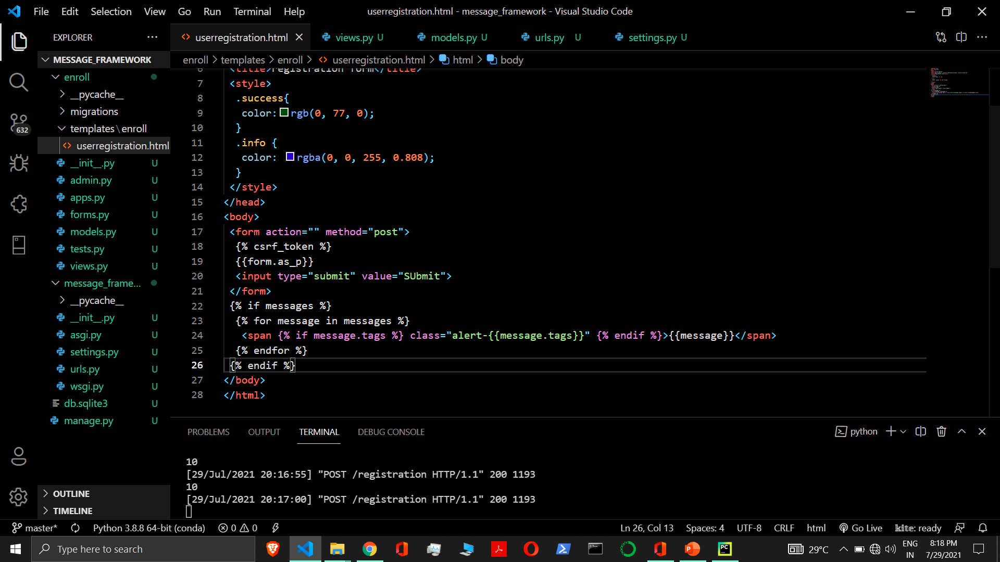 File Edit Selection View Go Run Terminal Help
userregistration.html - message_framework - Visual Studio Code
EXPLORER
userregistration.html
views.py U
models.py U
urls.py U
settings.py U
MESSAGE_FRAMEWORK
enroll > templates > enroll > <> userregistration.html > html > body
enroll
__pycache__
migrations
templates\enroll
userregistration.html
__init__.py U
admin.py U
apps.py U
forms.py U
models.py U
tests.py U
views.py U
message_frame...
__pycache__
__init__.py U
asgi.py U
settings.py U
urls.py U
wsgi.py U
db.sqlite3 U
manage.py U
OUTLINE
TIMELINE
632
6 <title>registration form</title>
7 <style>
8 .success{
9 color: rgb(0, 77, 0);
10 }
11 .info {
12 color: rgba(0, 0, 255, 0.808);
13 }
14 </style>
15 </head>
16 <body>
17 <form action="" method="post">
18 {% csrf_token %}
19 {{form.as_p}}
20 <input type="submit" value="SUbmit">
21 </form>
22 {% if messages %}
23 {% for message in messages %}
24 <span {% if message.tags %} class="alert-{{message.tags}}" {% endif %}>{{message}}</span>
25 {% endfor %}
26 {% endif %}
27 </body>
28 </html>
PROBLEMS OUTPUT TERMINAL DEBUG CONSOLE
python
10
[29/Jul/2021 20:16:55] "POST /registration HTTP/1.1" 200 1193
10
[29/Jul/2021 20:17:00] "POST /registration HTTP/1.1" 200 1193
master* Python 3.8.8 64-bit (conda) 0 0
Ln 26, Col 13 Spaces: 4 UTF-8 CRLF html Go Live kite: ready
Type here to search
PC
P
29°C
ENG
IN
8:18 PM
7/29/2021